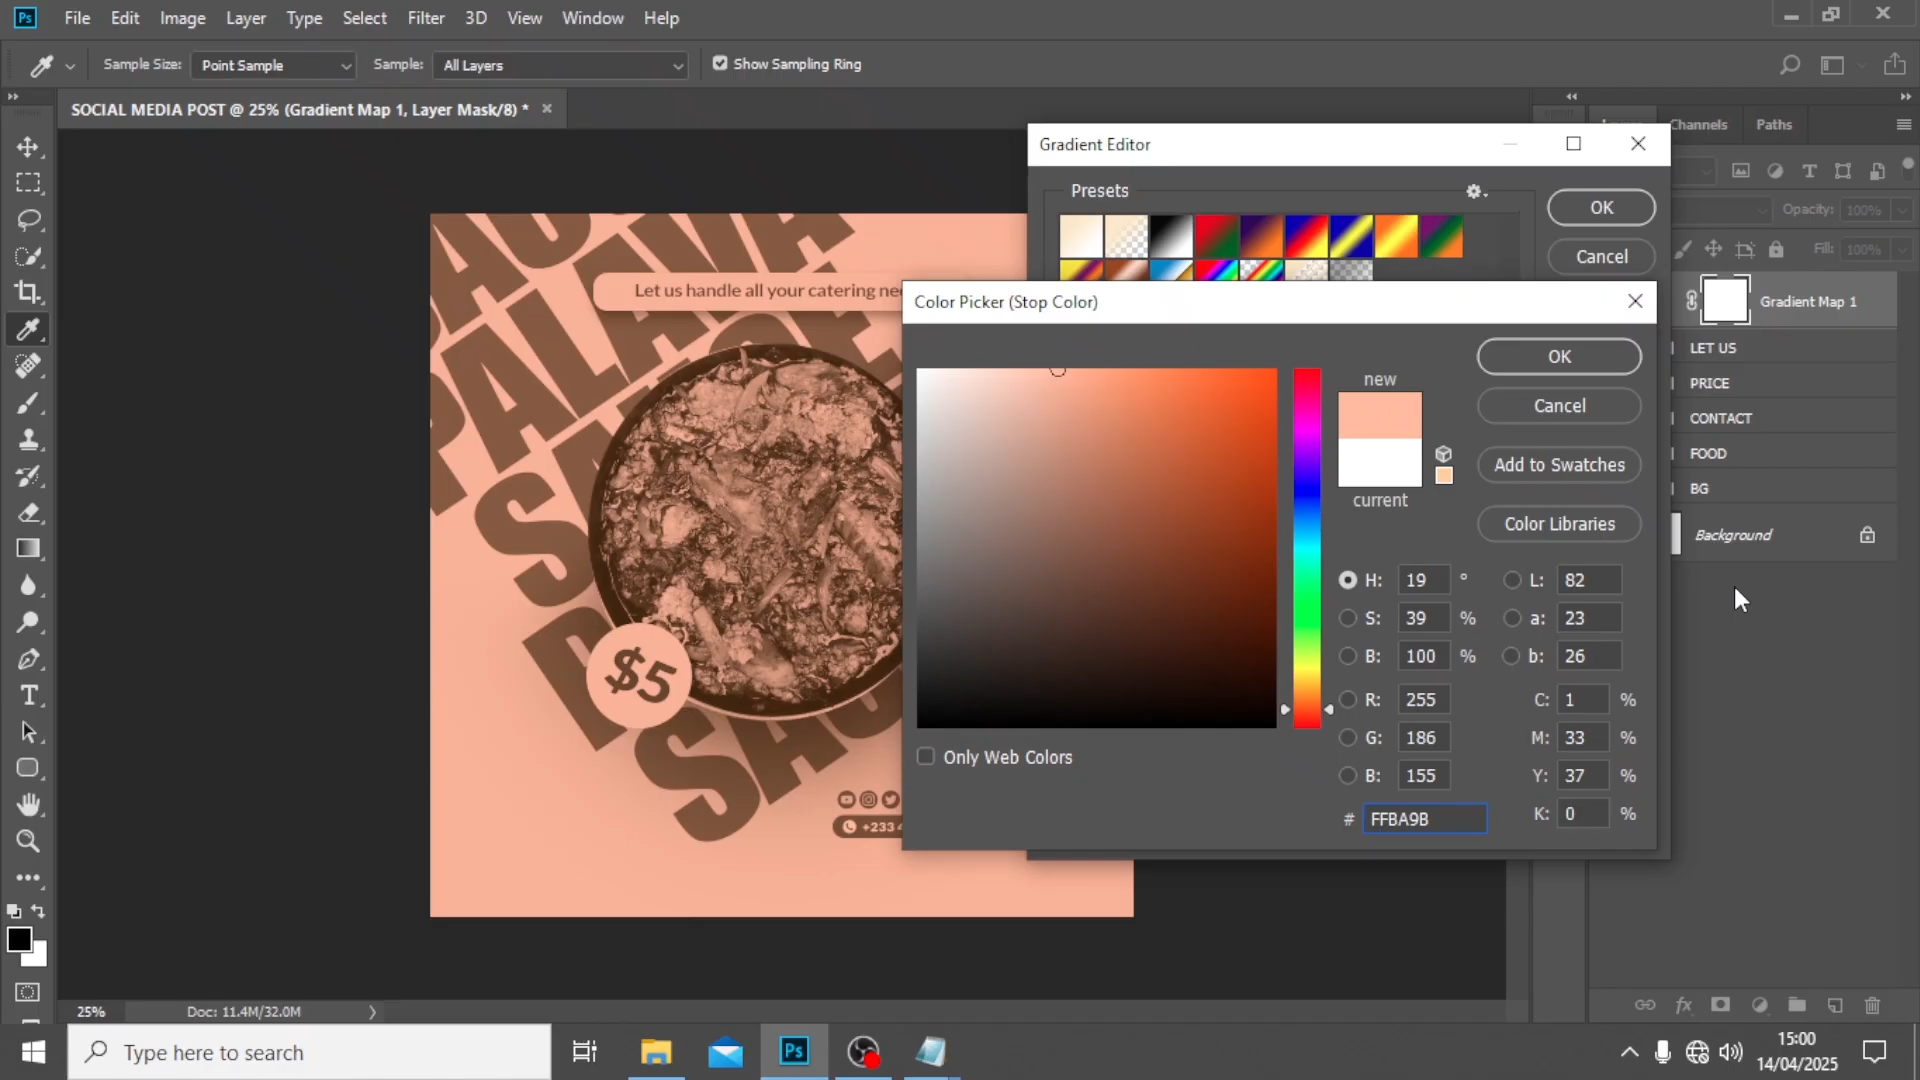 Ps File Edit Image Layer Type Select Filter 3D View Window Help
Sample Size: Point Sample Sample: All Layers Show Sampling Ring
SOCIAL MEDIA POST @ 25% (Gradient Map 1, Layer Mask/8) *
Channels Paths
Gradient Editor
Presets
OK
Cancel
Opacity: 100%
Fill: 100%
PALAVA
Let us handle all your catering nee
Gradient Map 1
LET US
PRICE
CONTACT
FOOD
BG
Background
Color Picker (Stop Color)
new
current
OK
Cancel
Add to Swatches
Color Libraries
H: 19 °
S: 39 %
B: 100 %
R: 255
G: 186
B: 155
# FFBA9B
L: 82
a: 23
b: 26
C: 1 %
M: 33 %
Y: 37 %
K: 0 %
Only Web Colors
$5
+233
25% Doc: 11.4M/32.0M
Type here to search
Ps
15:00
14/04/2025